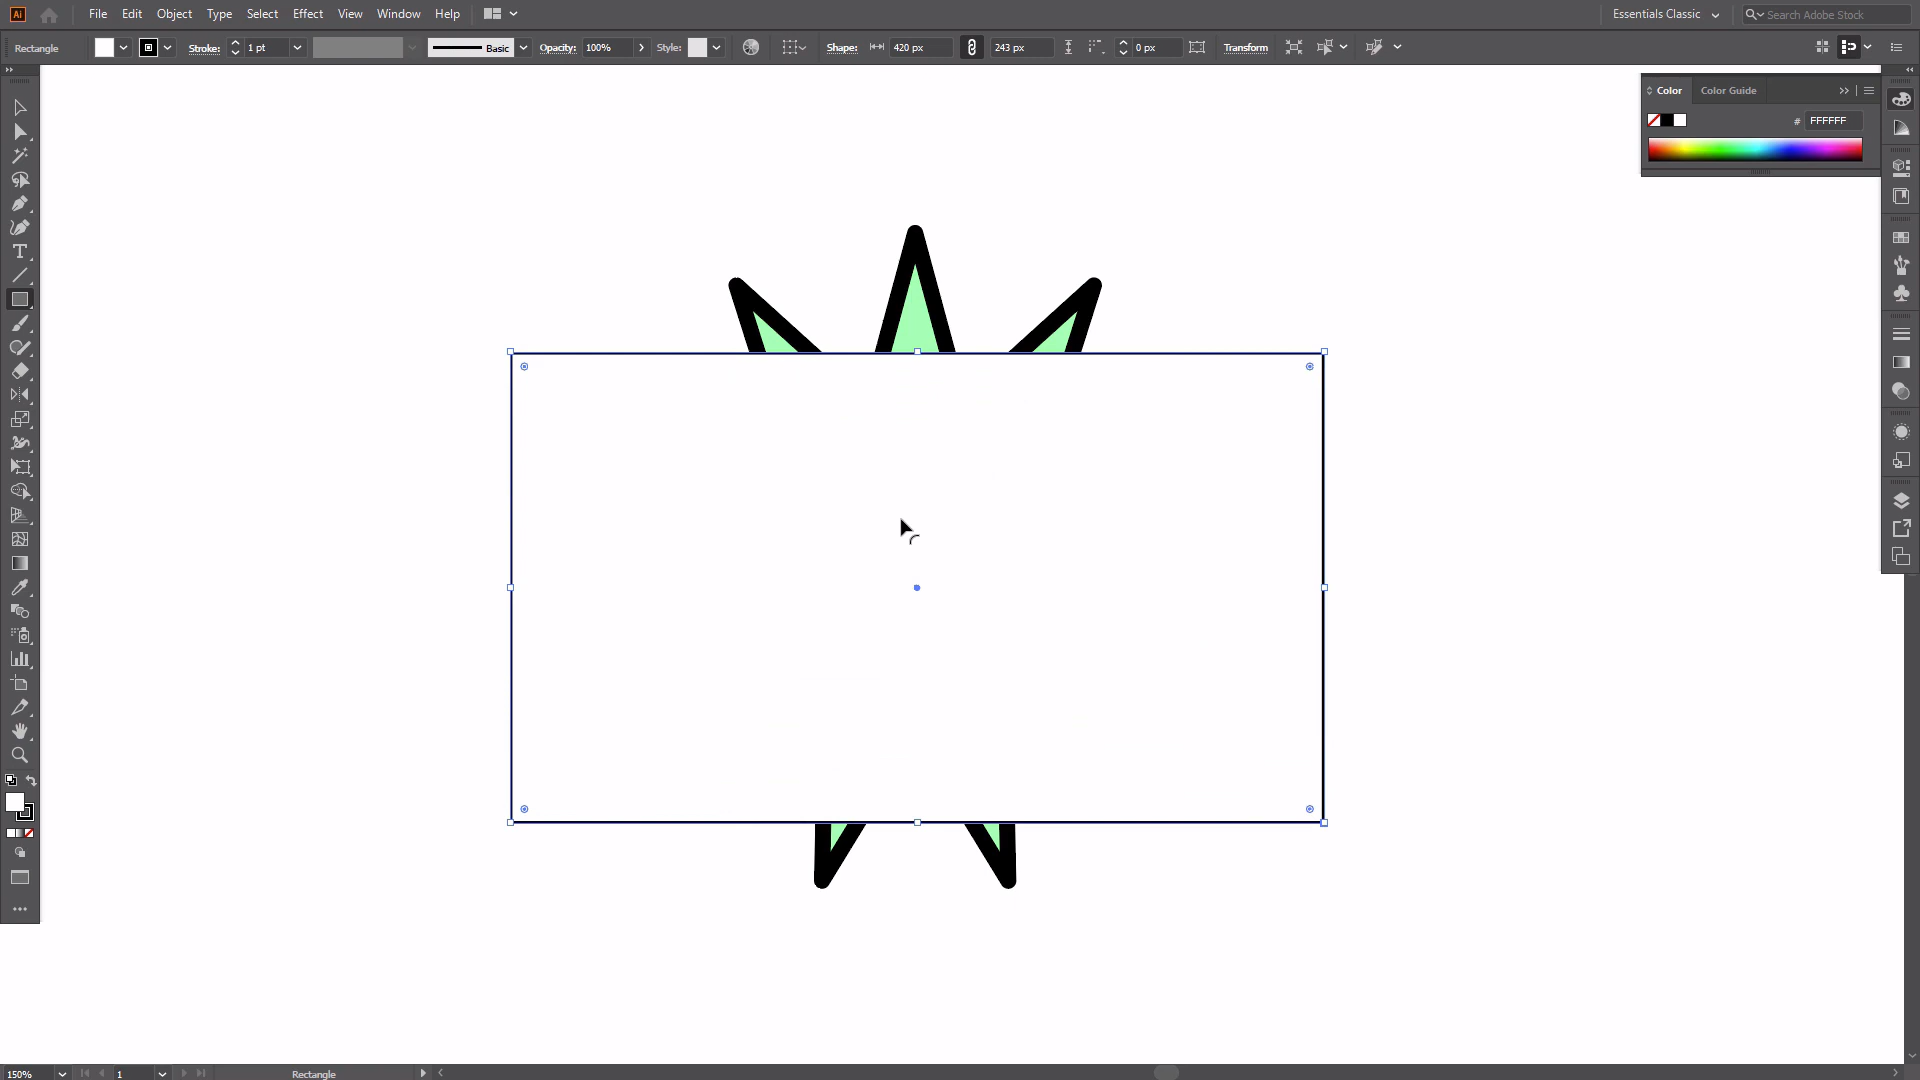 Ai File Edit Object Type Select Effect View Window Help Essentials Classic Search Adobe Stock
Rectangle Stroke: 1 pt Basic Opacity: 100% Style: Shape: 420 px 243 px 0 px Transform
Color Color Guide
# FFFFFF
150% 1 Rectangle